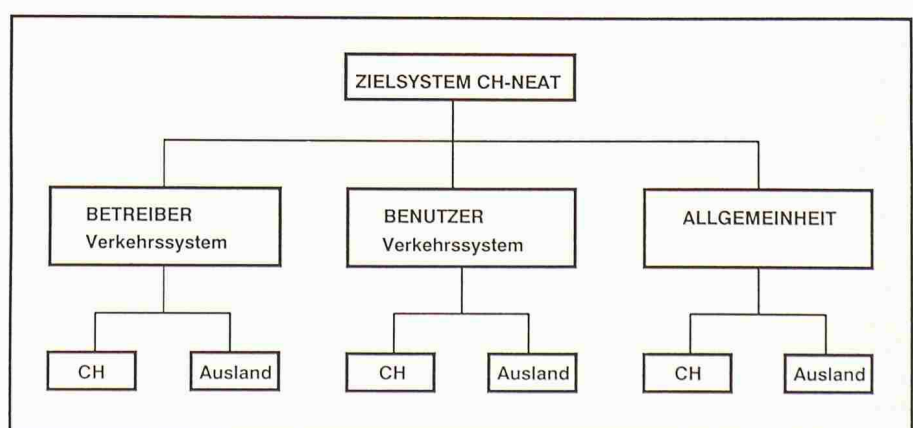 ZIELSYSTEM CH-NEAT
BETREIBER
Verkehrssystem
BENUTZER
Verkehrssystem
ALLGEMEINHEIT
CH
Ausland
CH
Ausland
CH
Ausland